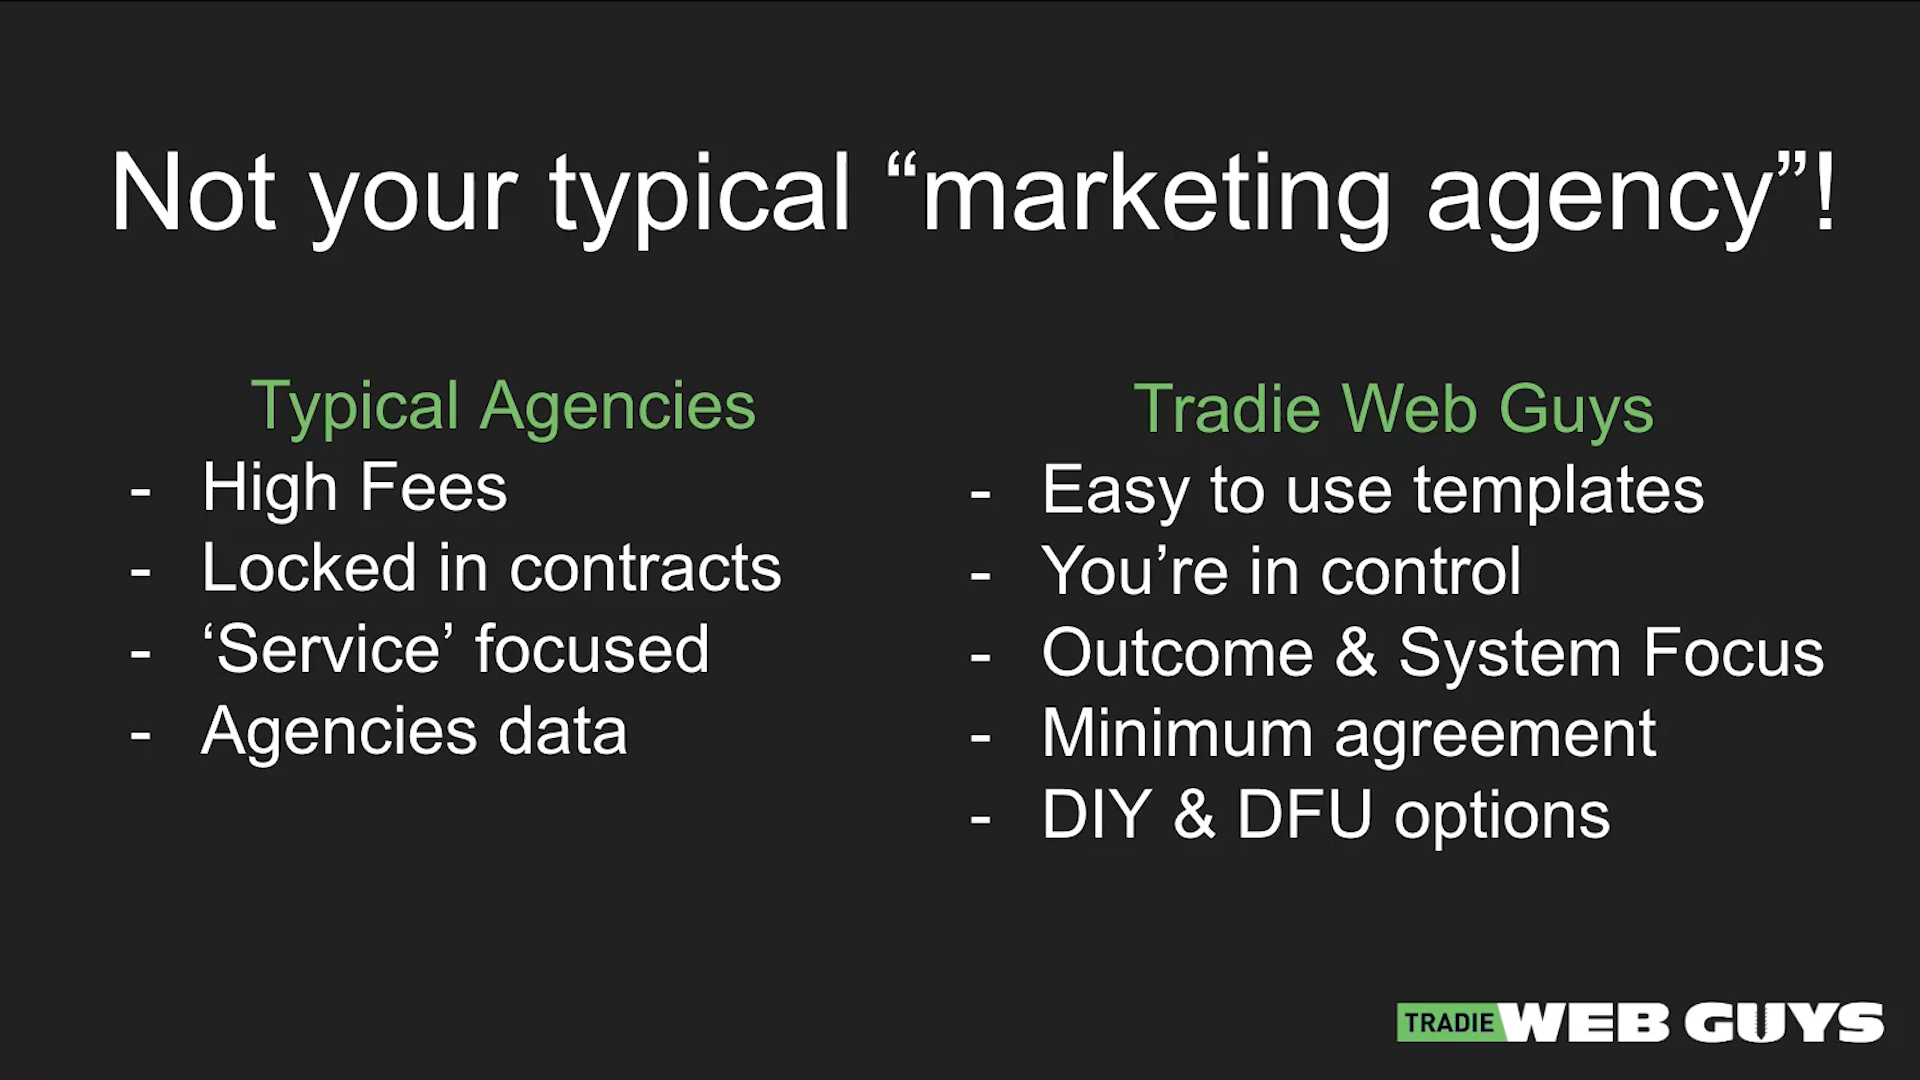 Not your typical “marketing agency”!
Typical Agencies
- High Fees
- Locked in contracts
- ‘Service’ focused
- Agencies data
Tradie Web Guys
- Easy to use templates
- You’re in control
- Outcome & System Focus
- Minimum agreement
- DIY & DFU options
TRADIE WEB GUYS